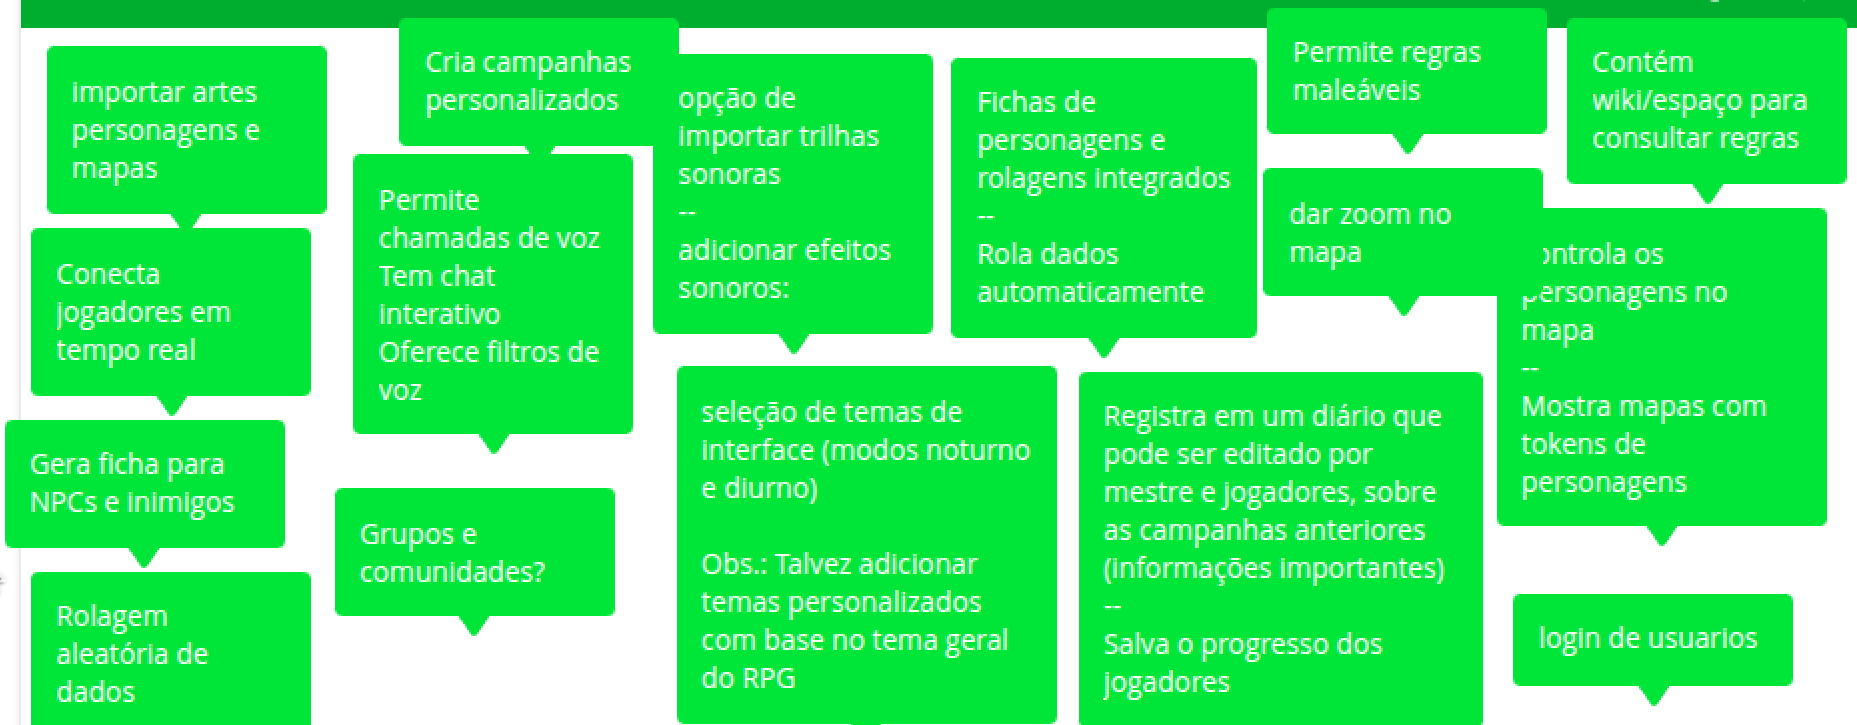 importar artes
personagens e
mapas
Cria campanhas
personalizados
opção de
importar trilhas
sonoras
--
adicionar efeitos
sonoros:
Fichas de
personagens e
rolagens integrados
--
Rola dados
automaticamente
Permite regras
maleáveis
Contém
wiki/espaço para
consultar regras
Conecta
jogadores em
tempo real
Permite
chamadas de voz
Tem chat
interativo
Oferece filtros de
voz
dar zoom no
mapa
ontrola os
personagens no
mapa
--
Mostra mapas com
tokens de
personagens
Gera ficha para
NPCs e inimigos
Grupos e
comunidades?
seleção de temas de
interface (modos noturno
e diurno)
Obs.: Talvez adicionar
temas personalizados
com base no tema geral
do RPG
Registra em um diário que
pode ser editado por
mestre e jogadores, sobre
as campanhas anteriores
(informações importantes)
--
Salva o progresso dos
jogadores
Rolagem
aleatória de
dados
login de usuarios